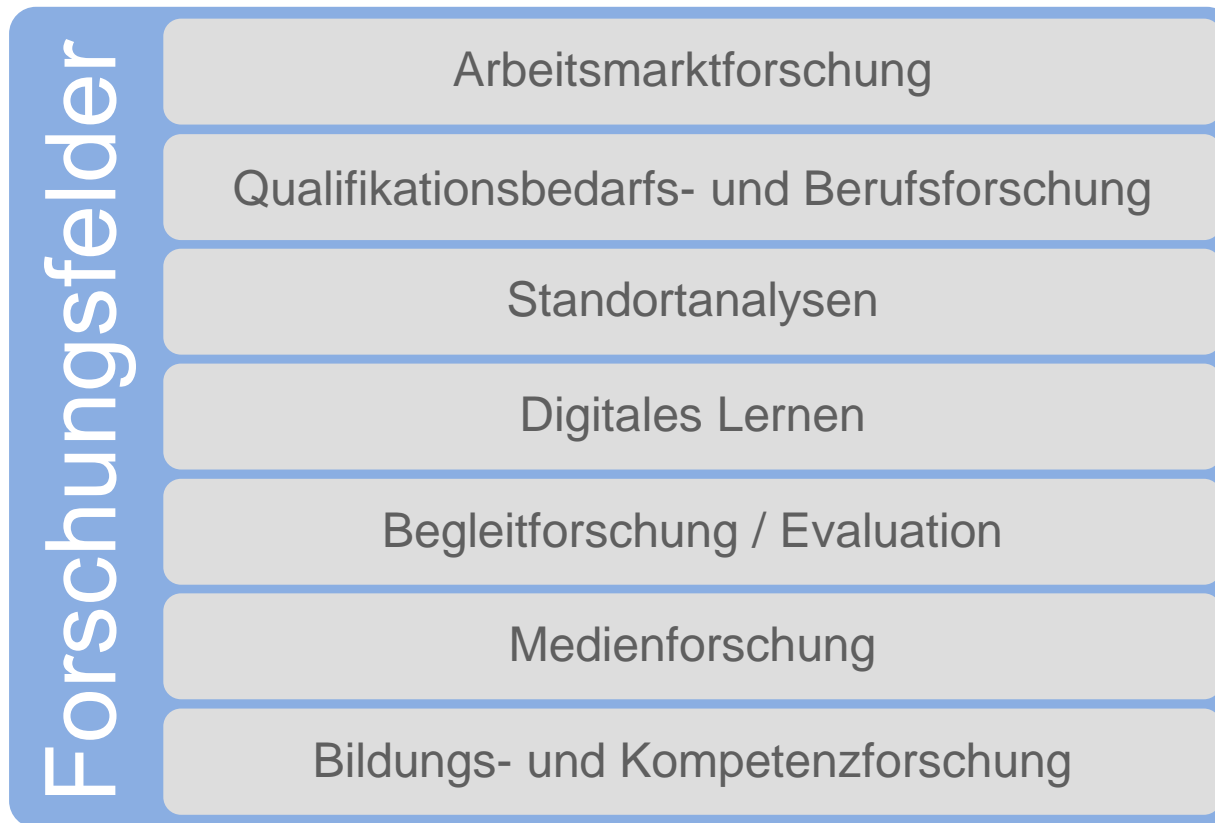 Forschungsfelder
Arbeitsmarktforschung
Qualifikationsbedarfs- und Berufsforschung
Standortanalysen
Digitales Lernen
Begleitforschung / Evaluation
Medienforschung
Bildungs- und Kompetenzforschung